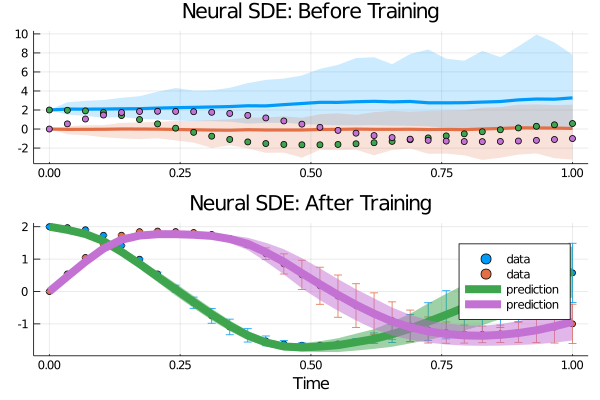 Neural SDE: Before Training
10
8
6
4
2
0
-2
0.00 0.25 0.50 0.75 1.00
Neural SDE: After Training
2
1
0
-1
data
data
prediction
prediction
0.00 0.25 0.50 0.75 1.00
Time